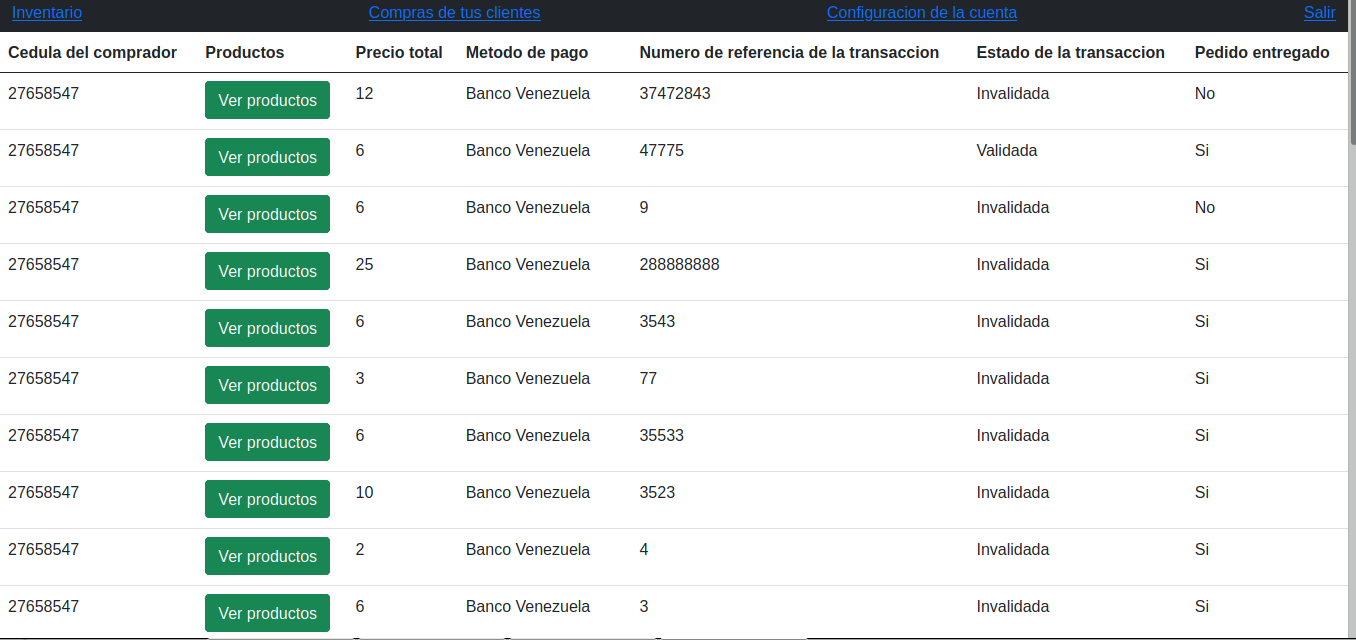 Inventario Compras de tus clientes Configuracion de la cuenta Salir
Cedula del comprador Productos Precio total Metodo de pago Numero de referencia de la transaccion Estado de la transaccion Pedido entregado
27658547 Ver productos 12 Banco Venezuela 37472843 Invalidada No
27658547 Ver productos 6 Banco Venezuela 47775 Validada Si
27658547 Ver productos 6 Banco Venezuela 9 Invalidada No
27658547 Ver productos 25 Banco Venezuela 288888888 Invalidada Si
27658547 Ver productos 6 Banco Venezuela 3543 Invalidada Si
27658547 Ver productos 3 Banco Venezuela 77 Invalidada Si
27658547 Ver productos 6 Banco Venezuela 35533 Invalidada Si
27658547 Ver productos 10 Banco Venezuela 3523 Invalidada Si
27658547 Ver productos 2 Banco Venezuela 4 Invalidada Si
27658547 Ver productos 6 Banco Venezuela 3 Invalidada Si